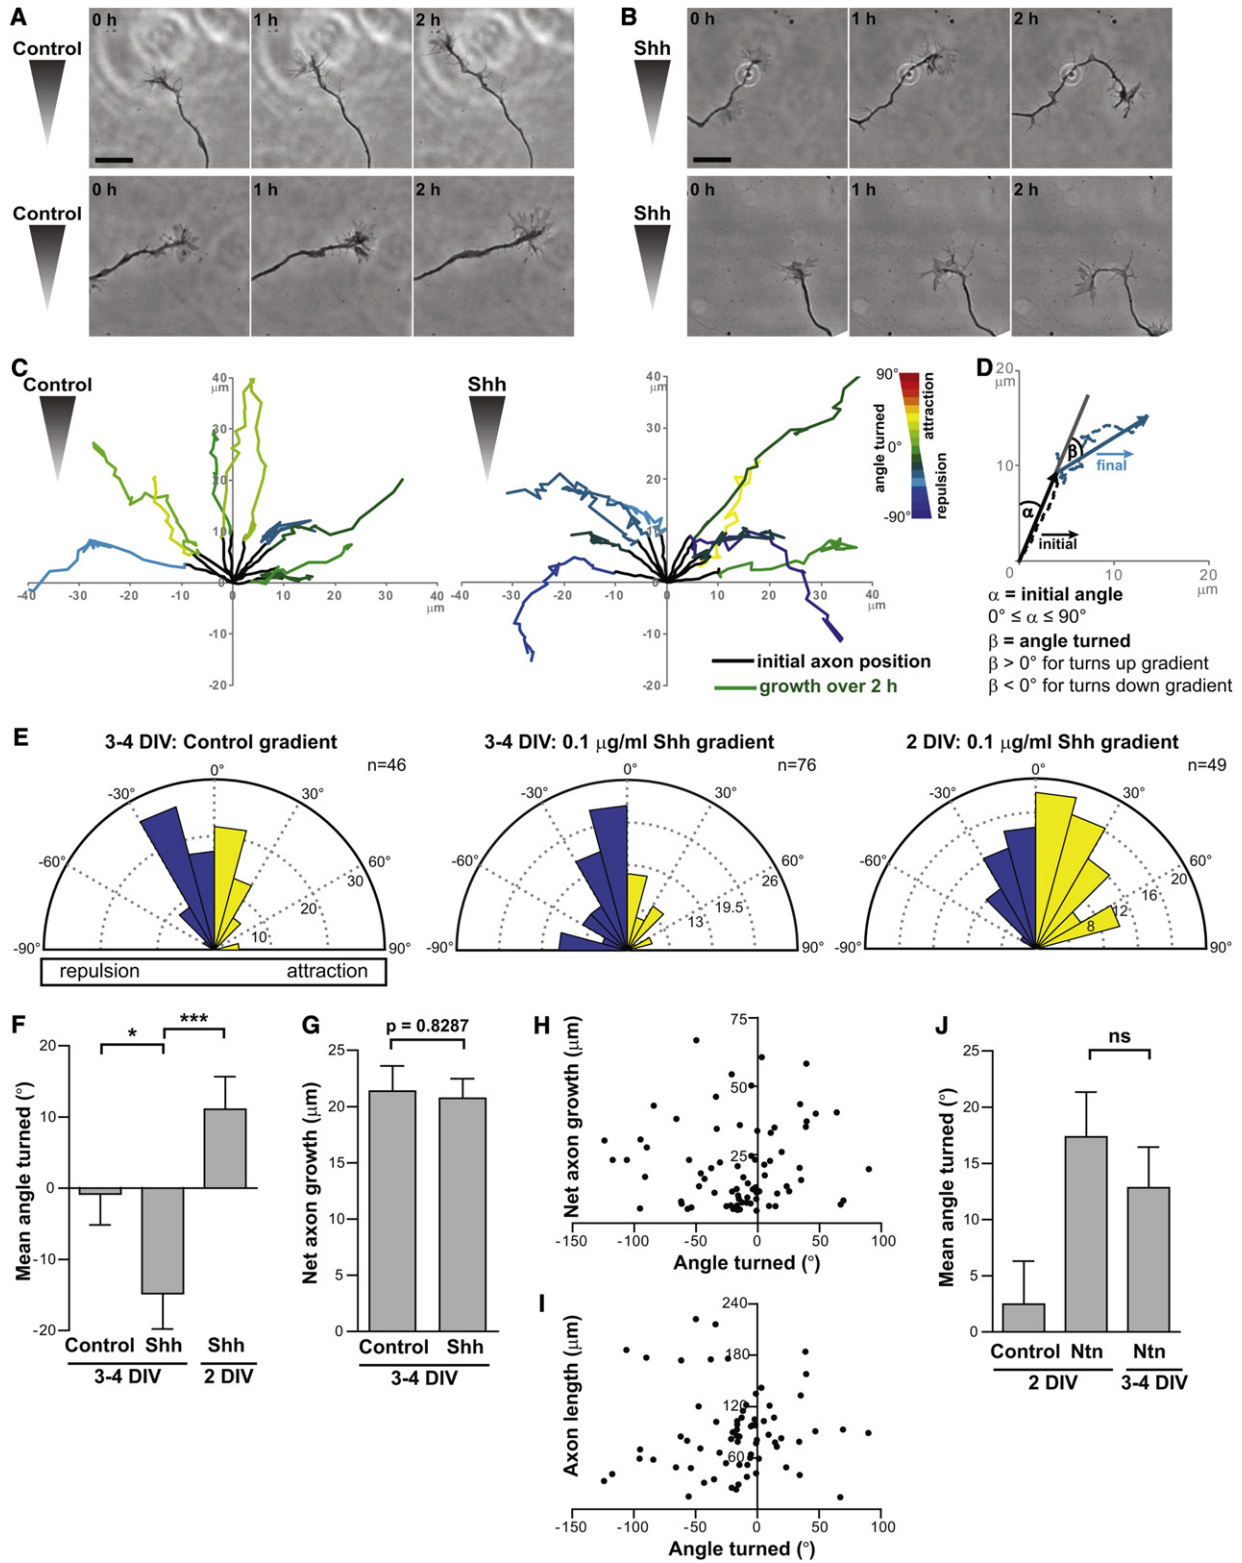 A
Control
0 h
1 h
2 h
Control
0 h
1 h
2 h
B
Shh
0 h
1 h
2 h
Shh
0 h
1 h
2 h
C
Control
40
μm
30
20
10
0
-10
-20
-40 -30 -20 -10 0 10 20 30 40
μm
Shh
40
μm
30
20
10
0
-10
-20
-40 -30 -20 -10 0 10 20 30 40
μm
90°
0°
-90°
angle turned
attraction
repulsion
initial axon position
growth over 2 h
D
20
μm
10
0
10
20
μm
α
β
initial
final
α = initial angle
0° ≤ α ≤ 90°
β = angle turned
β > 0° for turns up gradient
β < 0° for turns down gradient
E
3-4 DIV: Control gradient
n=46
-90° -60° -30° 0° 30° 60° 90°
10 20 30
repulsion attraction
3-4 DIV: 0.1 μg/ml Shh gradient
n=76
-90° -60° -30° 0° 30° 60° 90°
13 19.5 26
2 DIV: 0.1 μg/ml Shh gradient
n=49
-90° -60° -30° 0° 30° 60° 90°
8 12 16 20
F
Mean angle turned (°)
20
10
0
-10
-20
*
***
Control Shh Shh
3-4 DIV 2 DIV
G
Net axon growth (μm)
25
20
15
10
5
0
p = 0.8287
Control Shh
3-4 DIV
H
Net axon growth (μm)
75
50
25
-150 -100 -50 0 50 100
Angle turned (°)
I
Axon length (μm)
240
180
120
60
-150 -100 -50 0 50 100
Angle turned (°)
J
Mean angle turned (°)
25
20
15
10
5
0
ns
Control Ntn Ntn
2 DIV 3-4 DIV